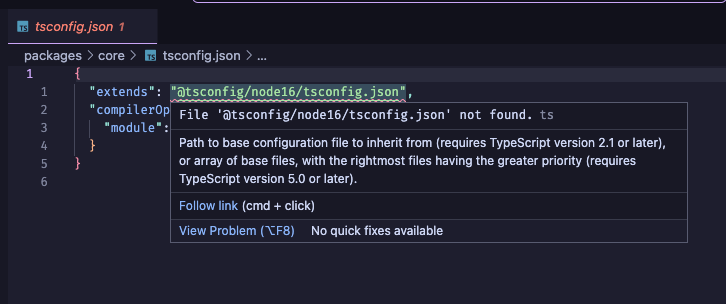 TS tsconfig.json 1
packages > core > TS tsconfig.json > ...
1 {
1 "extends": "@tsconfig/node16/tsconfig.json",
2 "compilerOp
3 "module":
4 }
5 }
6
File '@tsconfig/node16/tsconfig.json' not found. ts
Path to base configuration file to inherit from (requires TypeScript version 2.1 or later),
or array of base files, with the rightmost files having the greater priority (requires
TypeScript version 5.0 or later).
Follow link (cmd + click)
View Problem (⌥F8) No quick fixes available